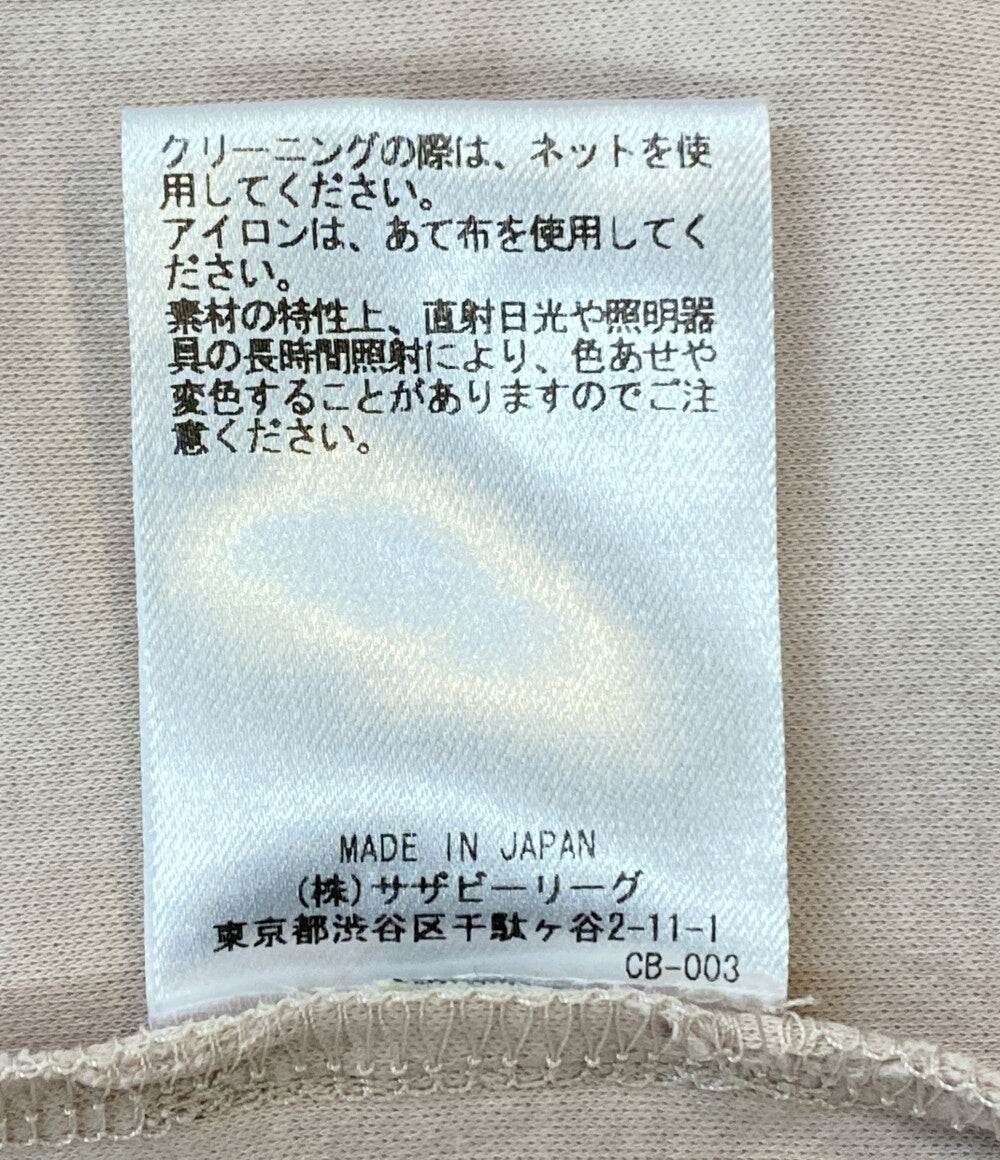 クリーニングの際は、ネットを使
用してください。
アイロンは、あて布を使用してく
ださい。
素材の特性上、直射日光や照明器
具の長時間照射により、色あせや
変色することがありますのでご注
意ください。
MADE IN JAPAN
(株)サザビーリーグ
東京都渋谷区千駄ヶ谷2-11-1
CB-003